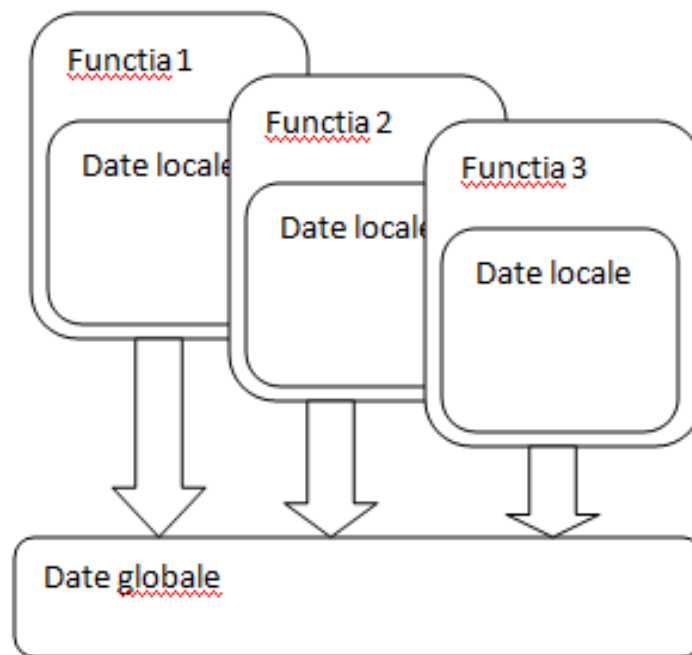 Functia 1
Date locale
Functia 2
Date locale
Functia 3
Date locale
Date globale